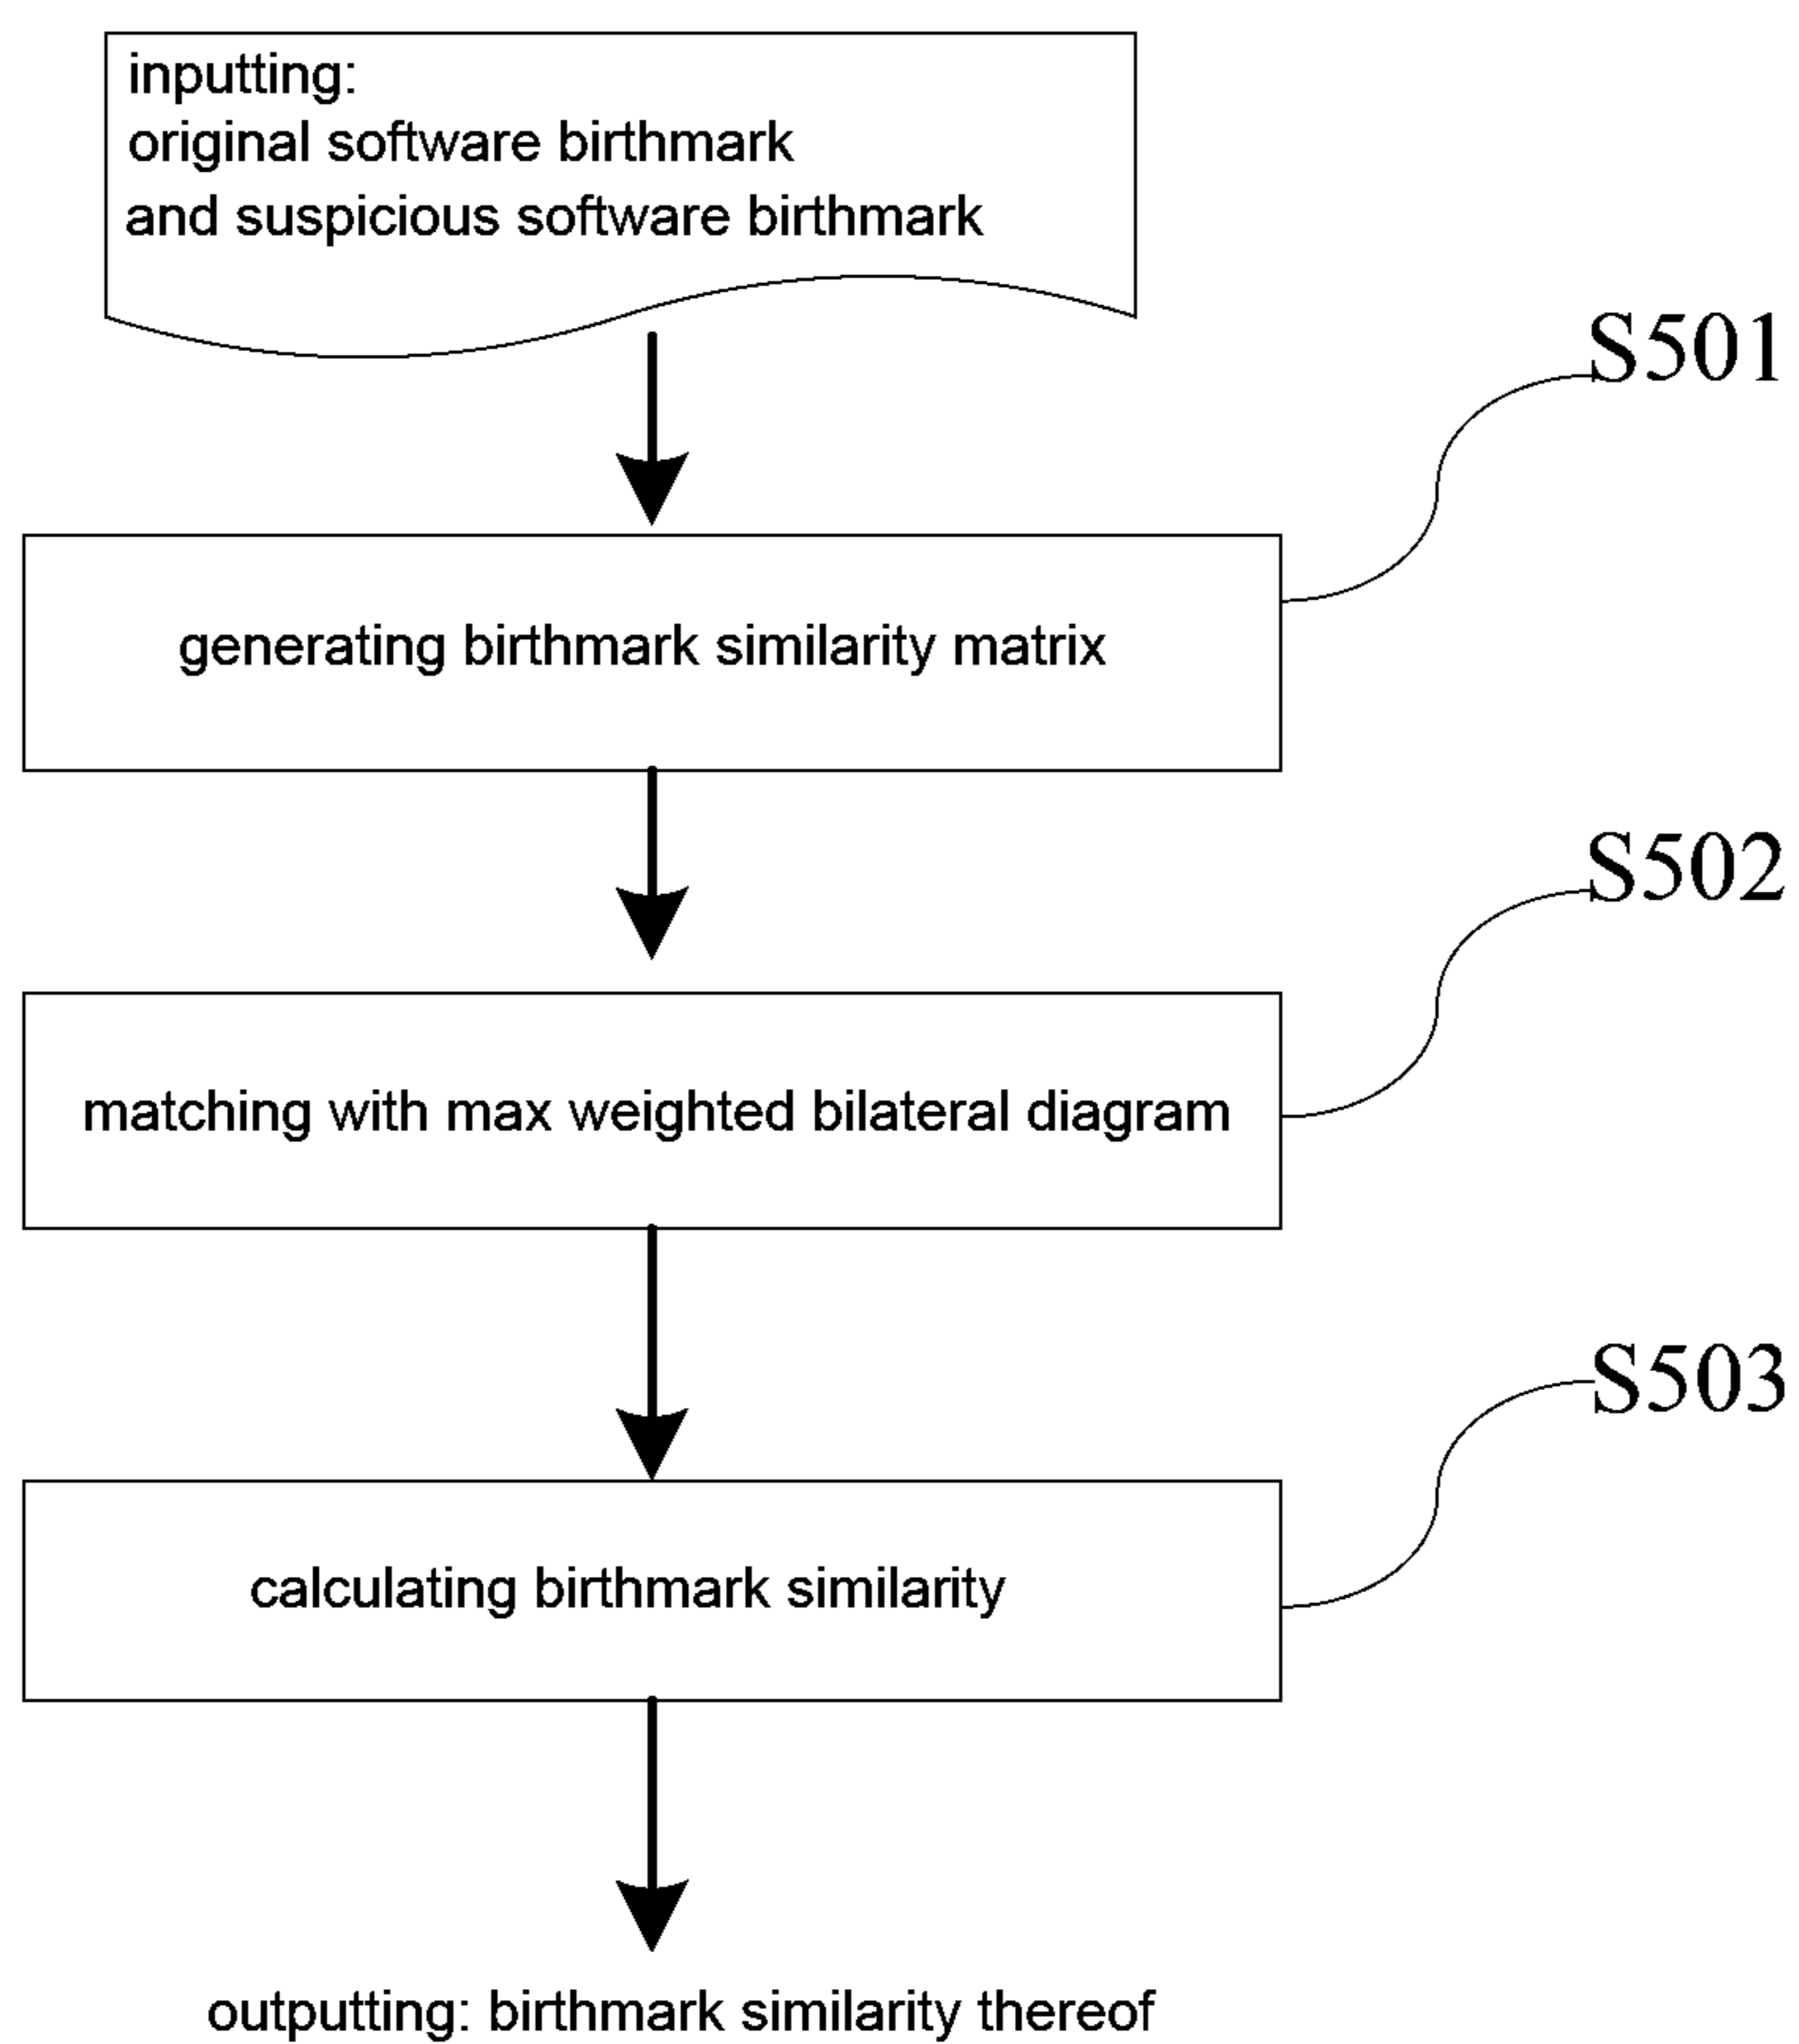 inputting:
original software birthmark
and suspicious software birthmark
S501
generating birthmark similarity matrix
S502
matching with max weighted bilateral diagram
S503
calculating birthmark similarity
outputting: birthmark similarity thereof